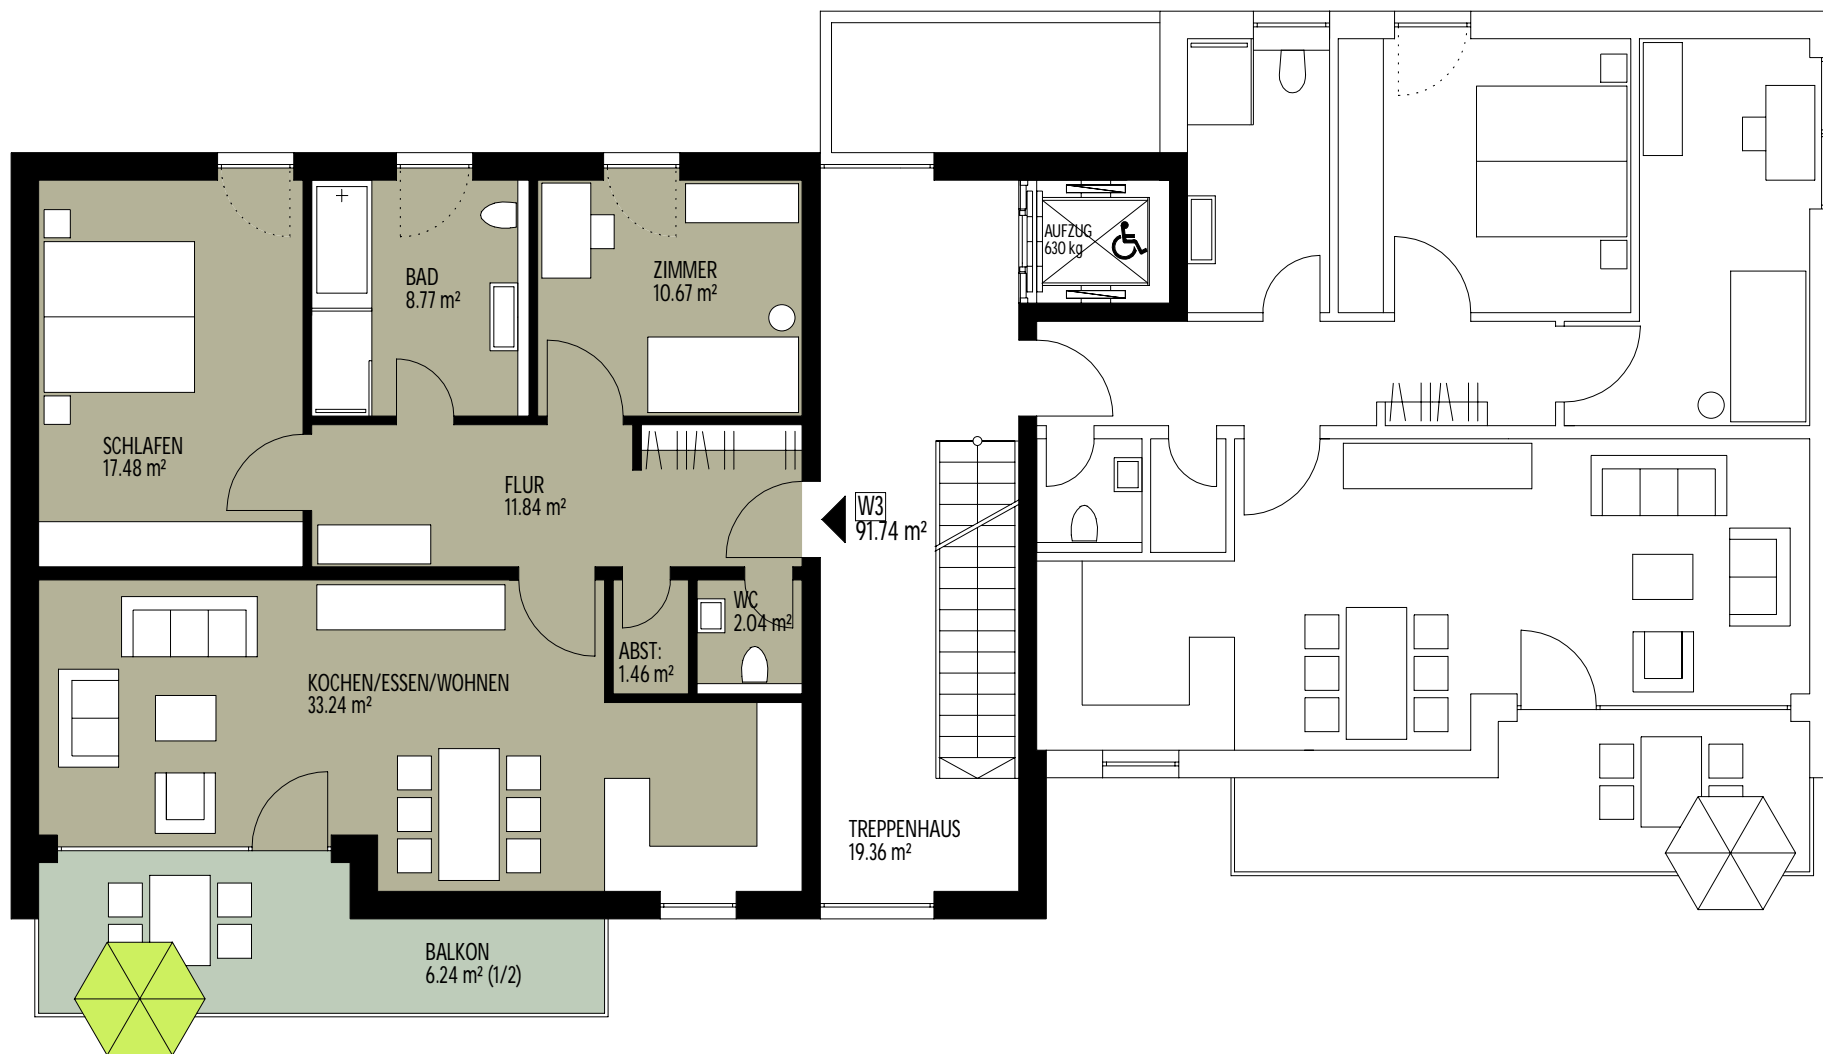 AUFZUG
630 kg
BAD
8.77 m²
ZIMMER
10.67 m²
SCHLAFEN
17.48 m²
FLUR
11.84 m²
W3
91.74 m²
WC
2.04 m²
ABST:
1.46 m²
KOCHEN/ESSEN/WOHNEN
33.24 m²
TREPPENHAUS
19.36 m²
BALKON
6.24 m² (1/2)